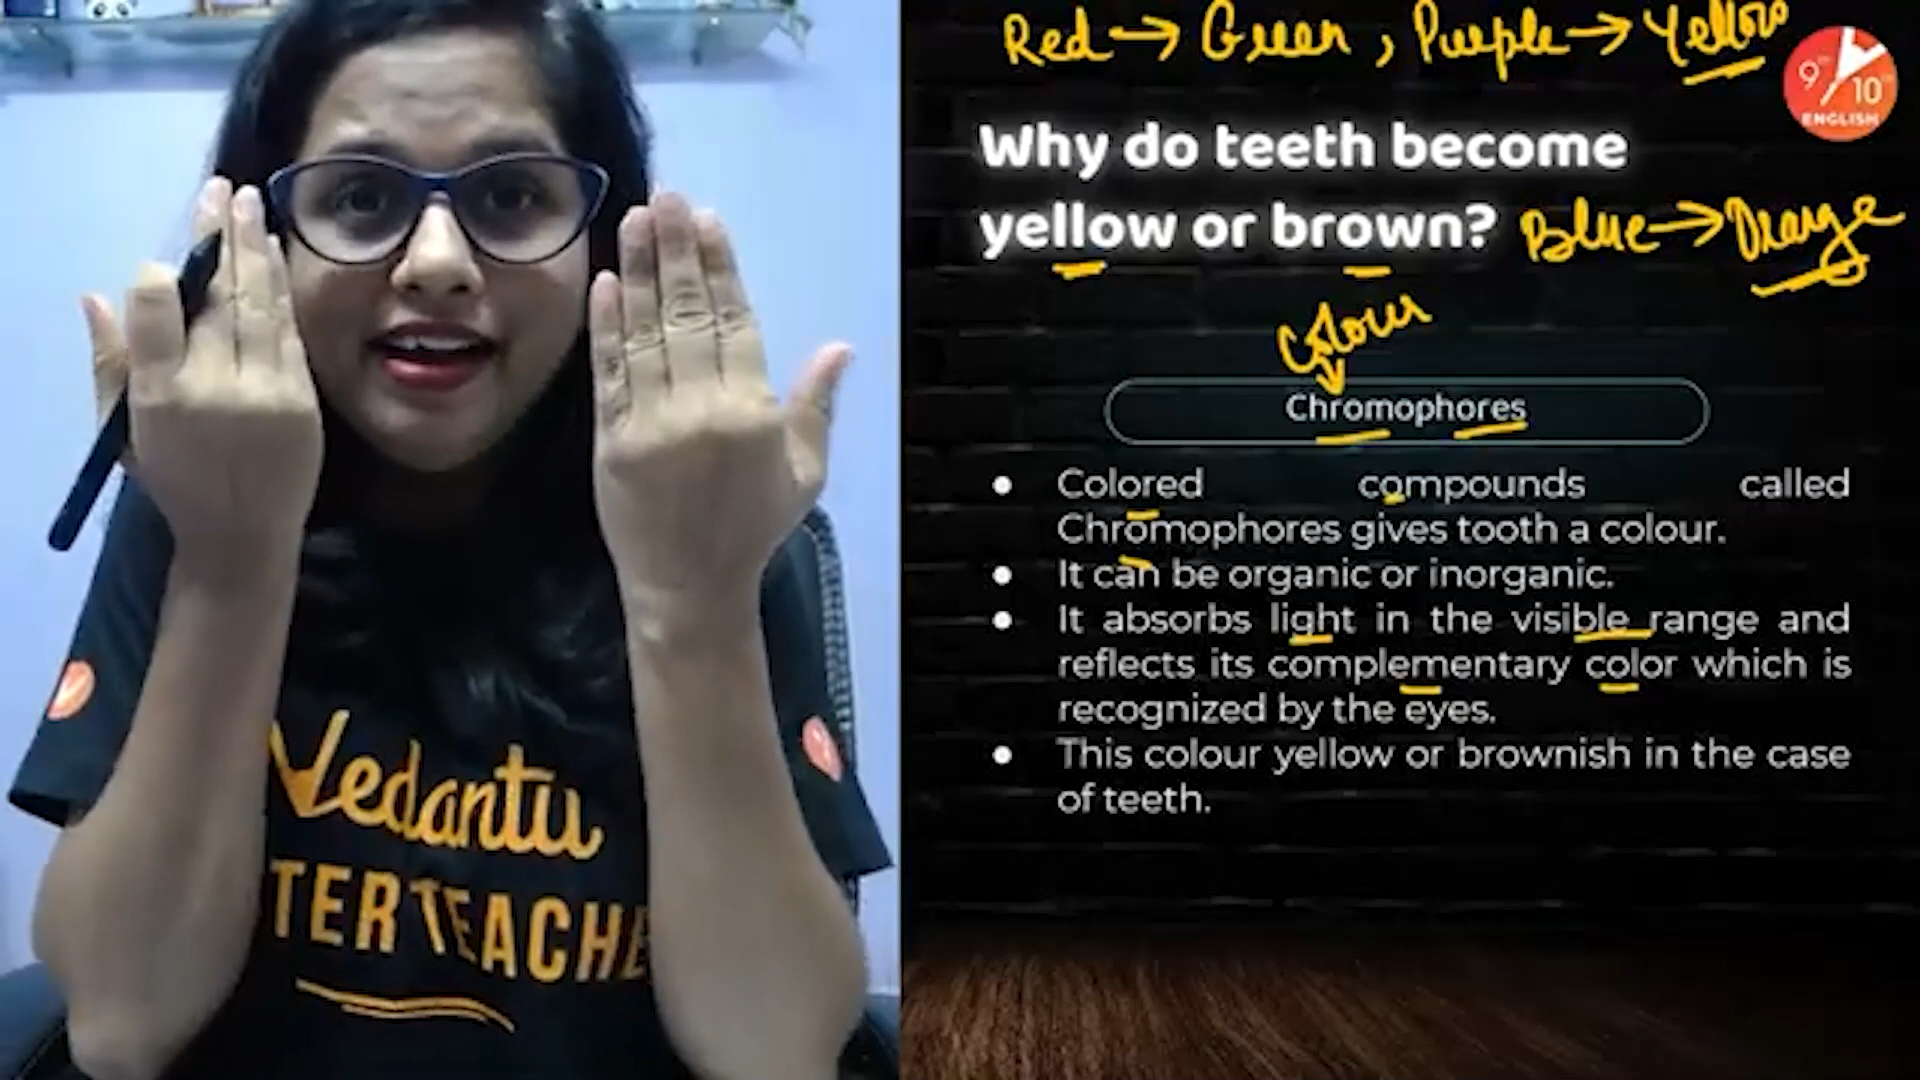 Red → Green , Purple → Yellow
9th 10th
ENGLISH
Why do teeth become
yellow or brown?
Blue → Orange
Colour
Chromophores
• Colored compounds called
Chromophores gives tooth a colour.
• It can be organic or inorganic.
• It absorbs light in the visible range and
reflects its complementary color which is
recognized by the eyes.
• This colour yellow or brownish in the case
of teeth.
Vedantu
TER TEACHE